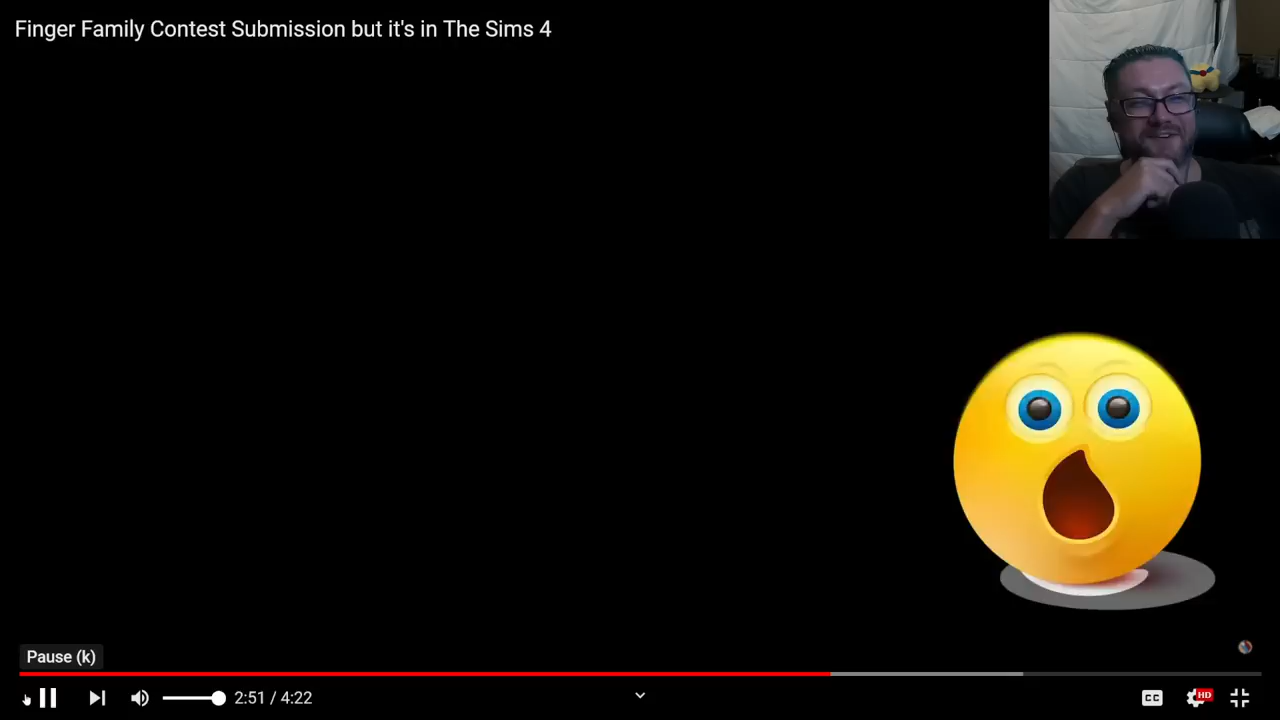 Finger Family Contest Submission but it's in The Sims 4
Pause (k)
2:51 / 4:22
CC
HD